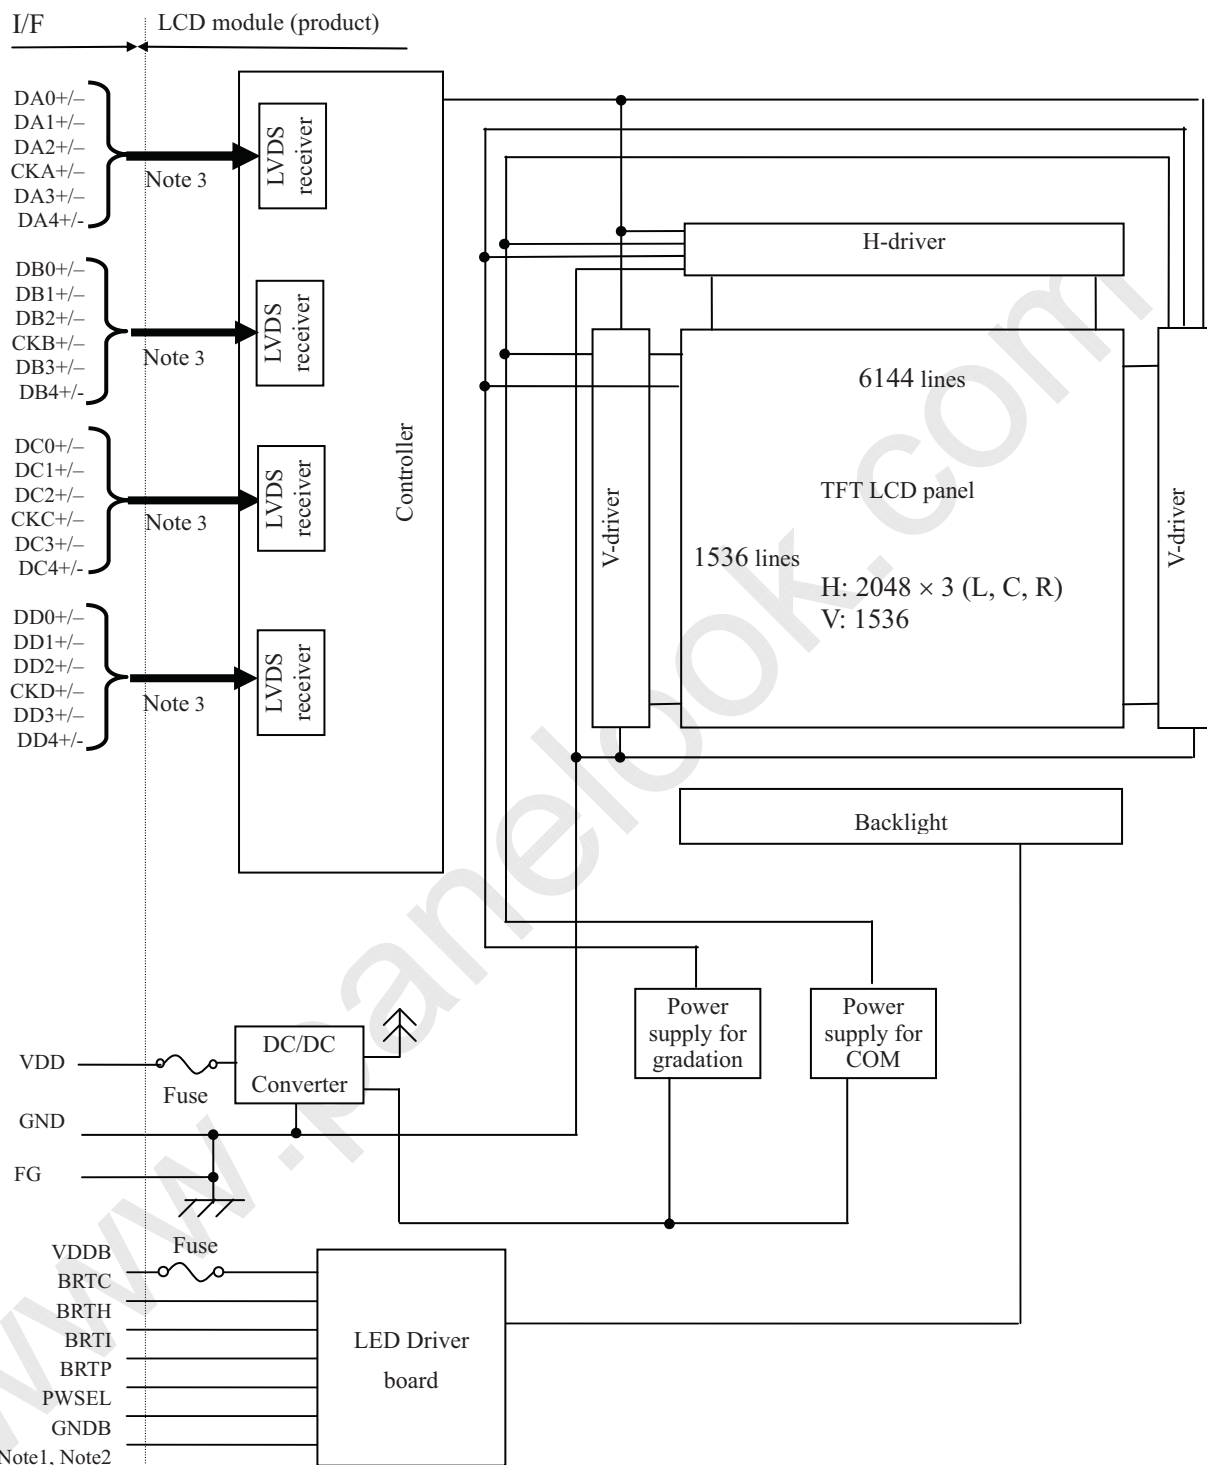 I/F
LCD module (product)
DA0+/–
DA1+/–
DA2+/–
CKA+/–
DA3+/–
DA4+/-
Note 3
LVDS
receiver
DB0+/–
DB1+/–
DB2+/–
CKB+/–
DB3+/–
DB4+/-
Note 3
LVDS
receiver
DC0+/–
DC1+/–
DC2+/–
CKC+/–
DC3+/–
DC4+/-
Note 3
LVDS
receiver
DD0+/–
DD1+/–
DD2+/–
CKD+/–
DD3+/–
DD4+/-
Note 3
LVDS
receiver
Controller
H-driver
V-driver
6144 lines
TFT LCD panel
1536 lines
H: 2048 × 3 (L, C, R)
V: 1536
V-driver
Backlight
Power
supply for
gradation
Power
supply for
COM
VDD
Fuse
DC/DC
Converter
GND
FG
Fuse
VDDB
BRTC
BRTH
BRTI
BRTP
PWSEL
GNDB
Note1, Note2
LED Driver
board
www.panelook.com